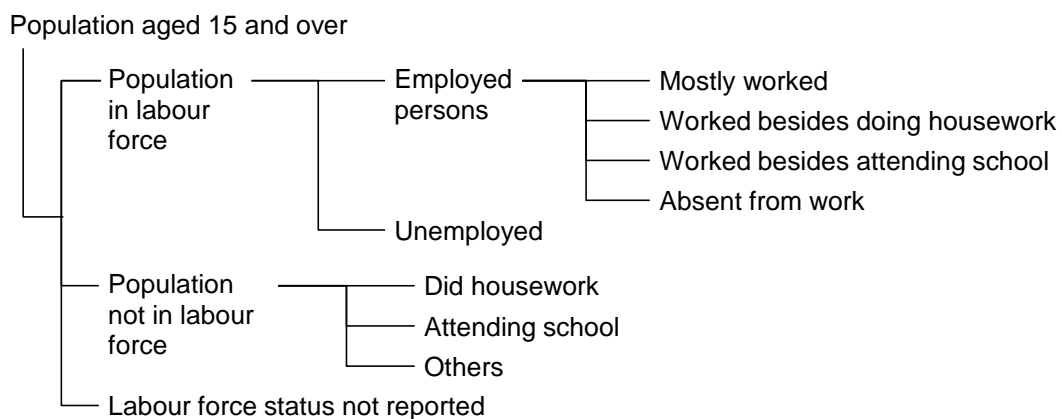 Population aged 15 and over
Population
in labour
force
Employed
persons
Mostly worked
Worked besides doing housework
Worked besides attending school
Absent from work
Unemployed
Population
not in labour
force
Did housework
Attending school
Others
Labour force status not reported